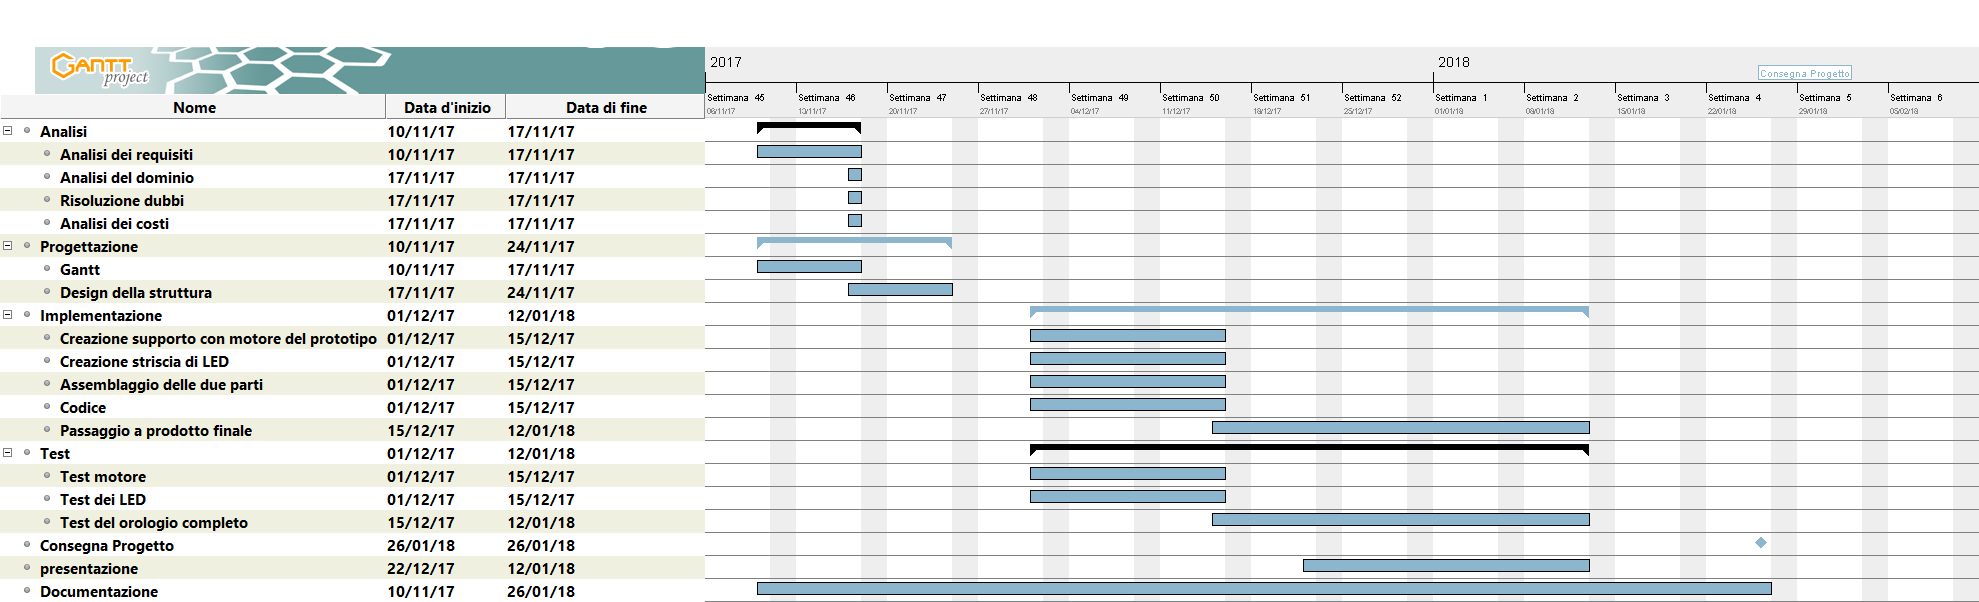 GANTT
project
2017
2018
Consegna Progetto
Nome Data d'inizio Data di fine
Settimana 45 Settimana 46 Settimana 47 Settimana 48 Settimana 49 Settimana 50 Settimana 51 Settimana 52 Settimana 1 Settimana 2 Settimana 3 Settimana 4 Settimana 5 Settimana 6
06/11/17 13/11/17 20/11/17 27/11/17 04/12/17 11/12/17 18/12/17 25/12/17 01/01/18 08/01/18 15/01/18 22/01/18 29/01/18 05/02/18
Analisi 10/11/17 17/11/17
Analisi dei requisiti 10/11/17 17/11/17
Analisi del dominio 17/11/17 17/11/17
Risoluzione dubbi 17/11/17 17/11/17
Analisi dei costi 17/11/17 17/11/17
Progettazione 10/11/17 24/11/17
Gantt 10/11/17 17/11/17
Design della struttura 17/11/17 24/11/17
Implementazione 01/12/17 12/01/18
Creazione supporto con motore del prototipo 01/12/17 15/12/17
Creazione striscia di LED 01/12/17 15/12/17
Assemblaggio delle due parti 01/12/17 15/12/17
Codice 01/12/17 15/12/17
Passaggio a prodotto finale 15/12/17 12/01/18
Test 01/12/17 12/01/18
Test motore 01/12/17 15/12/17
Test dei LED 01/12/17 15/12/17
Test del orologio completo 15/12/17 12/01/18
Consegna Progetto 26/01/18 26/01/18
presentazione 22/12/17 12/01/18
Documentazione 10/11/17 26/01/18